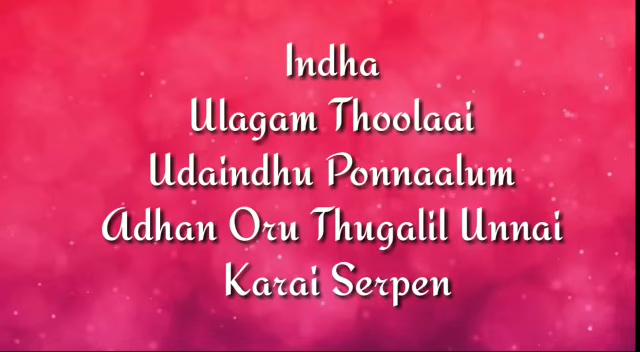 Indha
Ulagam Thoolaai
Udaindhu Ponnaalum
Adhan Oru Thugalil Unnai
Karai Serpen